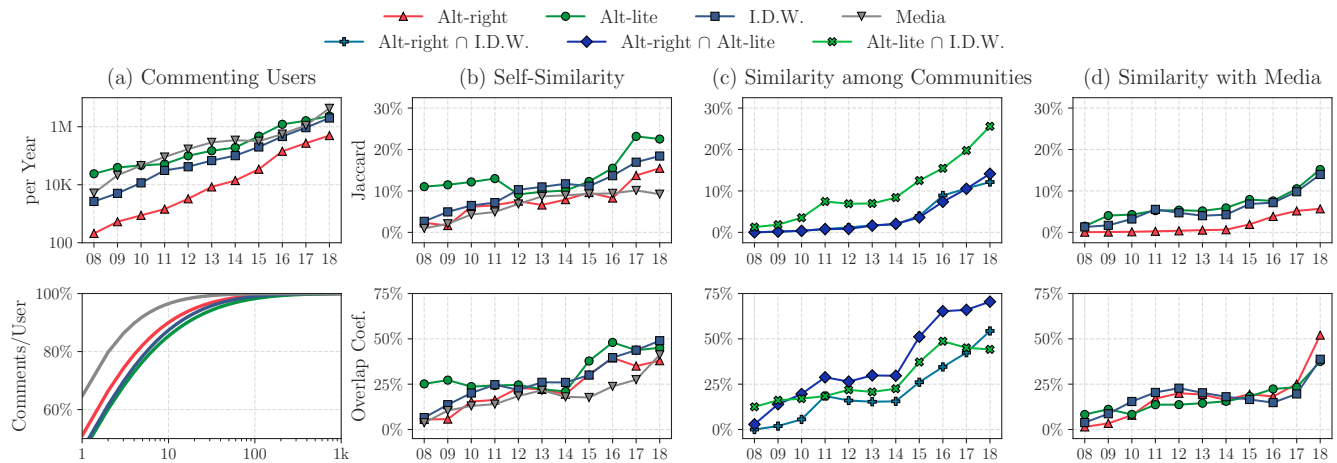 Alt-right Alt-lite I.D.W. Media
Alt-right ∩ I.D.W. Alt-right ∩ Alt-lite Alt-lite ∩ I.D.W.
(a) Commenting Users (b) Self-Similarity (c) Similarity among Communities (d) Similarity with Media
per Year
1M
10K
100
08 09 10 11 12 13 14 15 16 17 18
Jaccard
30%
20%
10%
0%
08 09 10 11 12 13 14 15 16 17 18
30%
20%
10%
0%
08 09 10 11 12 13 14 15 16 17 18
30%
20%
10%
0%
08 09 10 11 12 13 14 15 16 17 18
Comments/User
100%
80%
60%
1 10 100 1k
Overlap Coef.
75%
50%
25%
0%
08 09 10 11 12 13 14 15 16 17 18
75%
50%
25%
0%
08 09 10 11 12 13 14 15 16 17 18
75%
50%
25%
0%
08 09 10 11 12 13 14 15 16 17 18